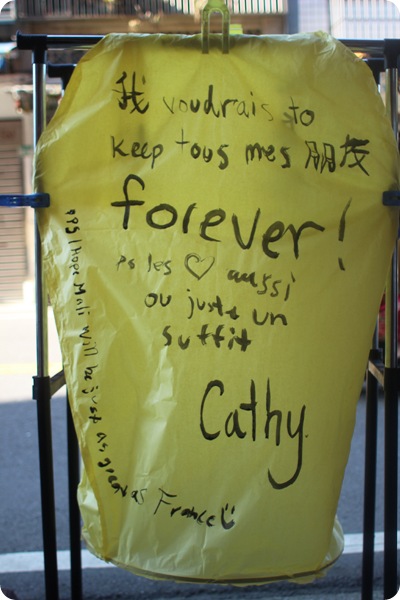 我 voudrais to
keep tous mes 朋友
forever!
Ps les ♡ aussi
ou juste un
suffit
Cathy.
PPS I hope Mali will be just as great as France